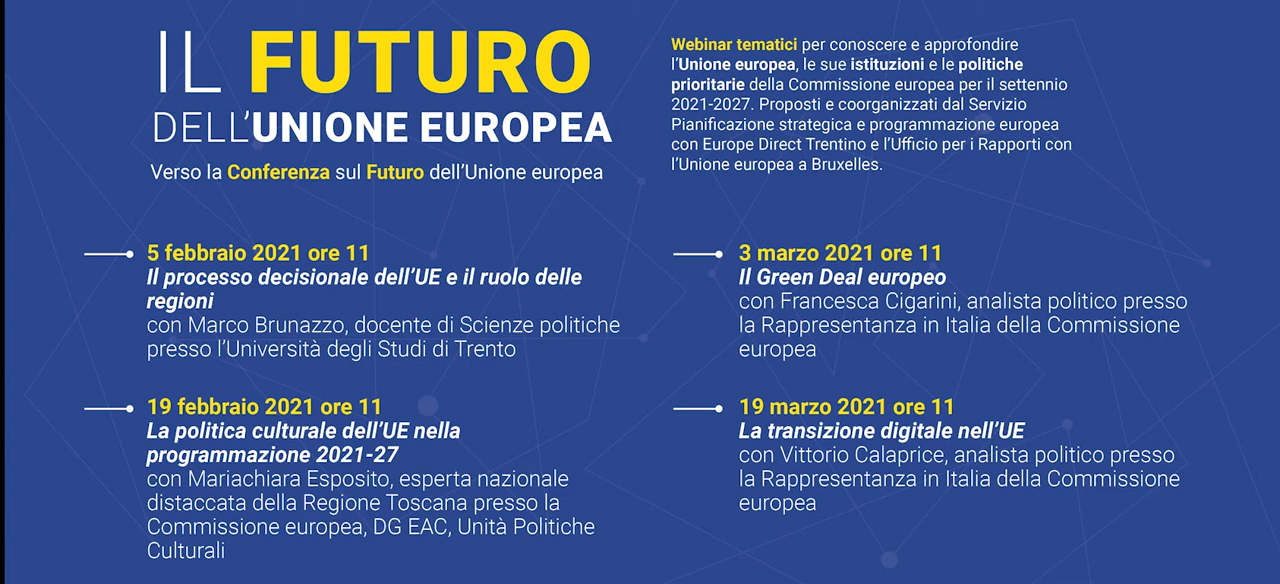 IL FUTURO
DELL'UNIONE EUROPEA
Verso la Conferenza sul Futuro dell'Unione europea
Webinar tematici per conoscere e approfondire
l'Unione europea, le sue istituzioni e le politiche
prioritarie della Commissione europea per il settennio
2021-2027. Proposti e coorganizzati dal Servizio
Pianificazione strategica e programmazione europea
con Europe Direct Trentino e l'Ufficio per i Rapporti con
l'Unione europea a Bruxelles.
5 febbraio 2021 ore 11
Il processo decisionale dell'UE e il ruolo delle
regioni
con Marco Brunazzo, docente di Scienze politiche
presso l'Università degli Studi di Trento
19 febbraio 2021 ore 11
La politica culturale dell'UE nella
programmazione 2021-27
con Mariachiara Esposito, esperta nazionale
distaccata della Regione Toscana presso la
Commissione europea, DG EAC, Unità Politiche
Culturali
3 marzo 2021 ore 11
Il Green Deal europeo
con Francesca Cigarini, analista politico presso
la Rappresentanza in Italia della Commissione
europea
19 marzo 2021 ore 11
La transizione digitale nell'UE
con Vittorio Calaprice, analista politico presso
la Rappresentanza in Italia della Commissione
europea